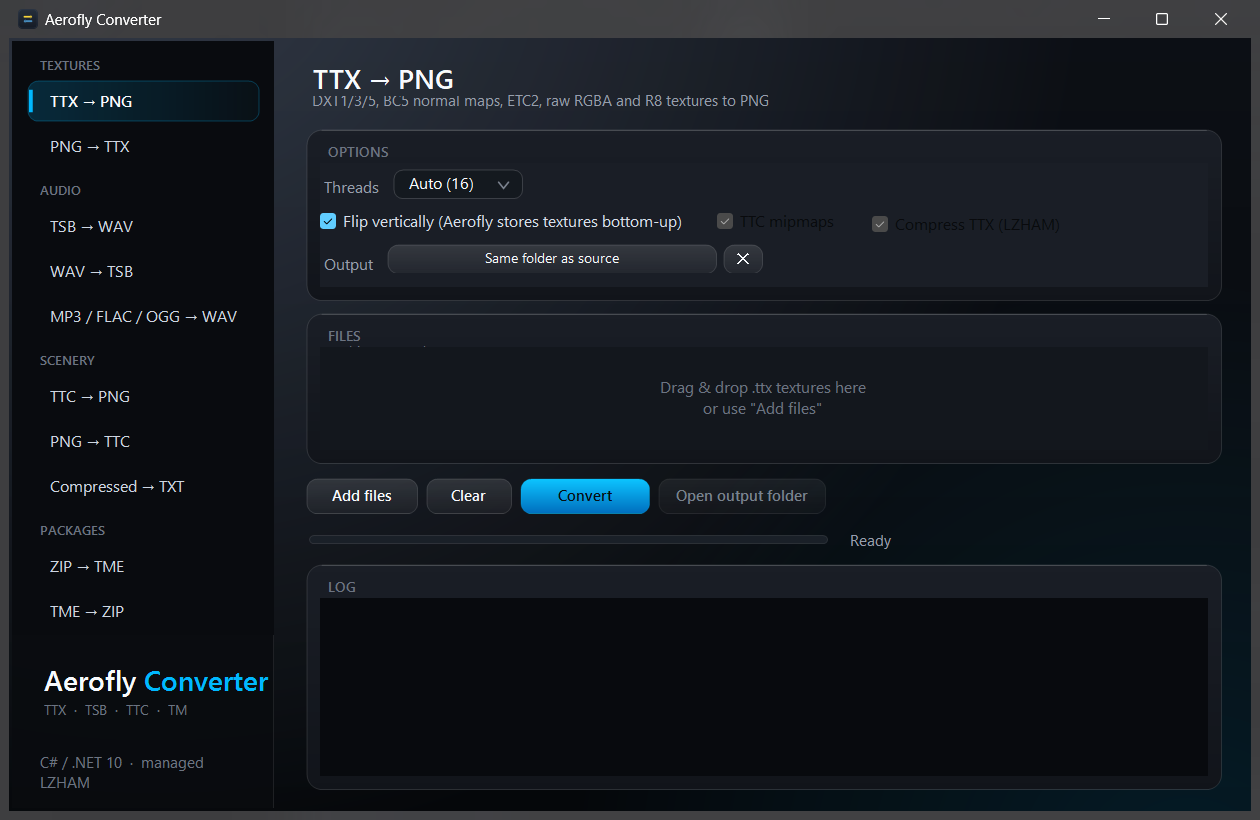 Aerofly Converter
TEXTURES
TTX → PNG
PNG → TTX
AUDIO
TSB → WAV
WAV → TSB
MP3 / FLAC / OGG → WAV
SCENERY
TTC → PNG
PNG → TTC
Compressed → TXT
PACKAGES
ZIP → TME
TME → ZIP
Aerofly Converter
TTX · TSB · TTC · TM
C# / .NET 10 · managed
LZHAM
TTX → PNG
DXT1/3/5, BC5 normal maps, ETC2, raw RGBA and R8 textures to PNG
OPTIONS
Threads Auto (16)
Flip vertically (Aerofly stores textures bottom-up) TTC mipmaps Compress TTX (LZHAM)
Output Same folder as source
FILES
Drag & drop .ttx textures here
or use "Add files"
Add files Clear Convert Open output folder
Ready
LOG